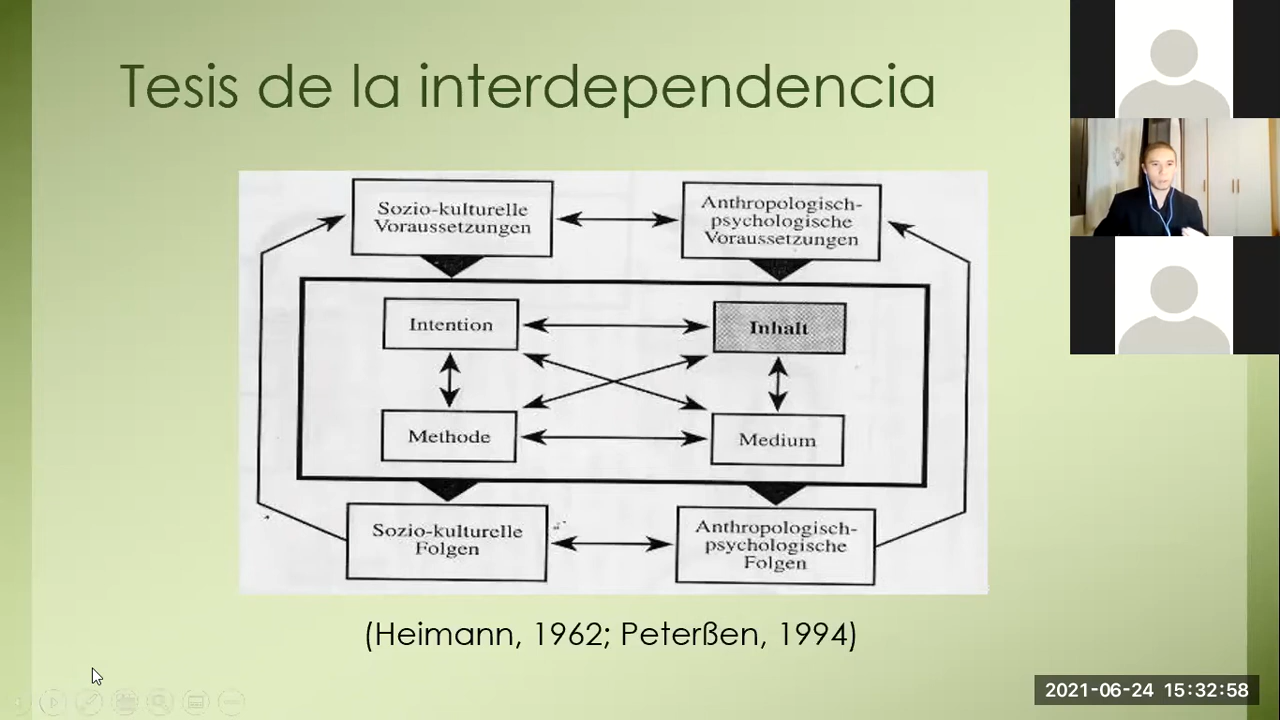 Tesis de la interdependencia
Sozio-kulturelle
Voraussetzungen
Anthropologisch-
psychologische
Voraussetzungen
Intention
Inhalt
Methode
Medium
Sozio-kulturelle
Folgen
Anthropologisch-
psychologische
Folgen
(Heimann, 1962; Peterßen, 1994)
2021-06-24 15:32:58